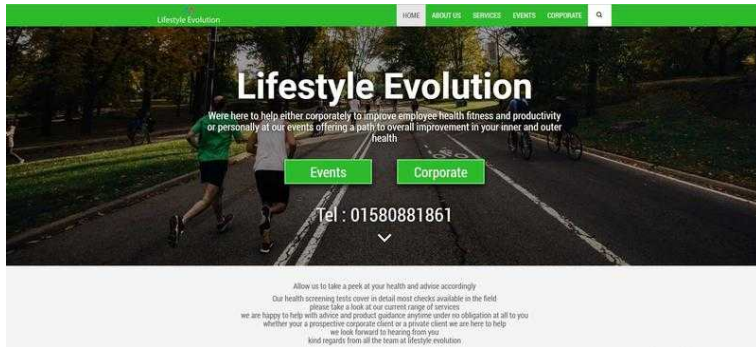 Lifestyle Evolution
HOME ABOUT US SERVICES EVENTS CORPORATE
Lifestyle Evolution
Were here to help either corporately to improve employee health fitness and productivity
or personally at our events offering a path to overall improvement in your inner and outer
health
Events Corporate
Tel : 01580881861
Allow us to take a peek at your health and advise accordingly
Our health screening tests cover in detail most checks available in the field
please take a look at our current range of services
we are happy to help with advice and product guidance anytime under no obligation at all to you
whether your a prospective corporate client or a private client we are here to help
we look forward to hearing from you
kind regards from all the team at lifestyle evolution